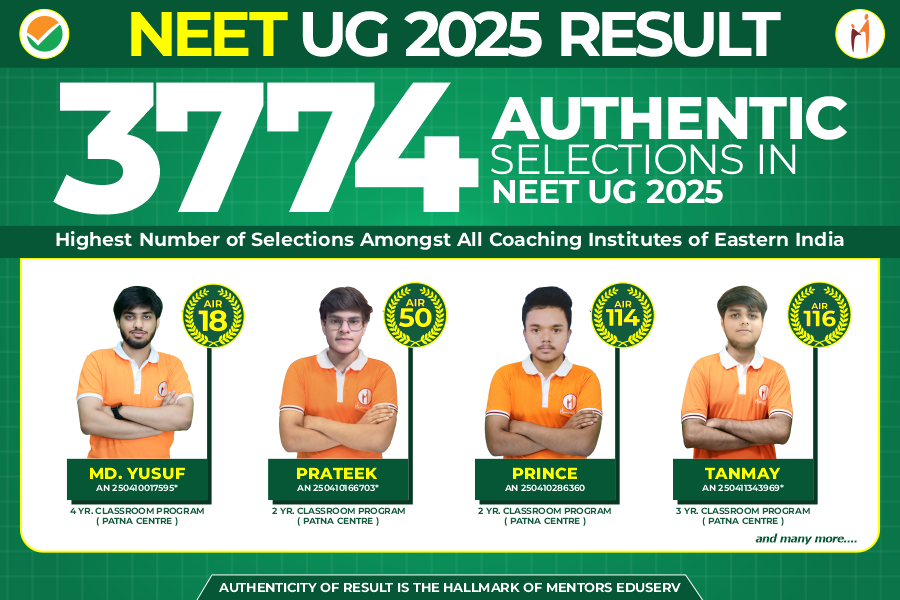 NEET UG 2025 RESULT
3774
AUTHENTIC
SELECTIONS IN
NEET UG 2025
Highest Number of Selections Amongst All Coaching Institutes of Eastern India
AIR
18
MD. YUSUF
AN 250410017595*
4 YR. CLASSROOM PROGRAM
( PATNA CENTRE )
AIR
50
PRATEEK
AN 250410166703*
2 YR. CLASSROOM PROGRAM
( PATNA CENTRE )
AIR
114
PRINCE
AN 250410286360
2 YR. CLASSROOM PROGRAM
( PATNA CENTRE )
AIR
116
TANMAY
AN 250411343969*
3 YR. CLASSROOM PROGRAM
( PATNA CENTRE )
and many more....
AUTHENTICITY OF RESULT IS THE HALLMARK OF MENTORS EDUSERV